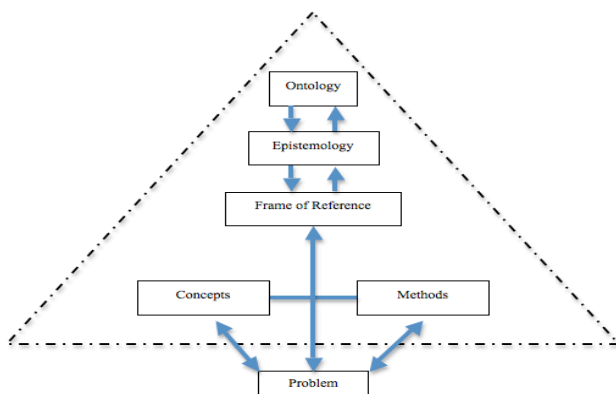 Ontology
Epistemology
Frame of Reference
Concepts
Methods
Problem